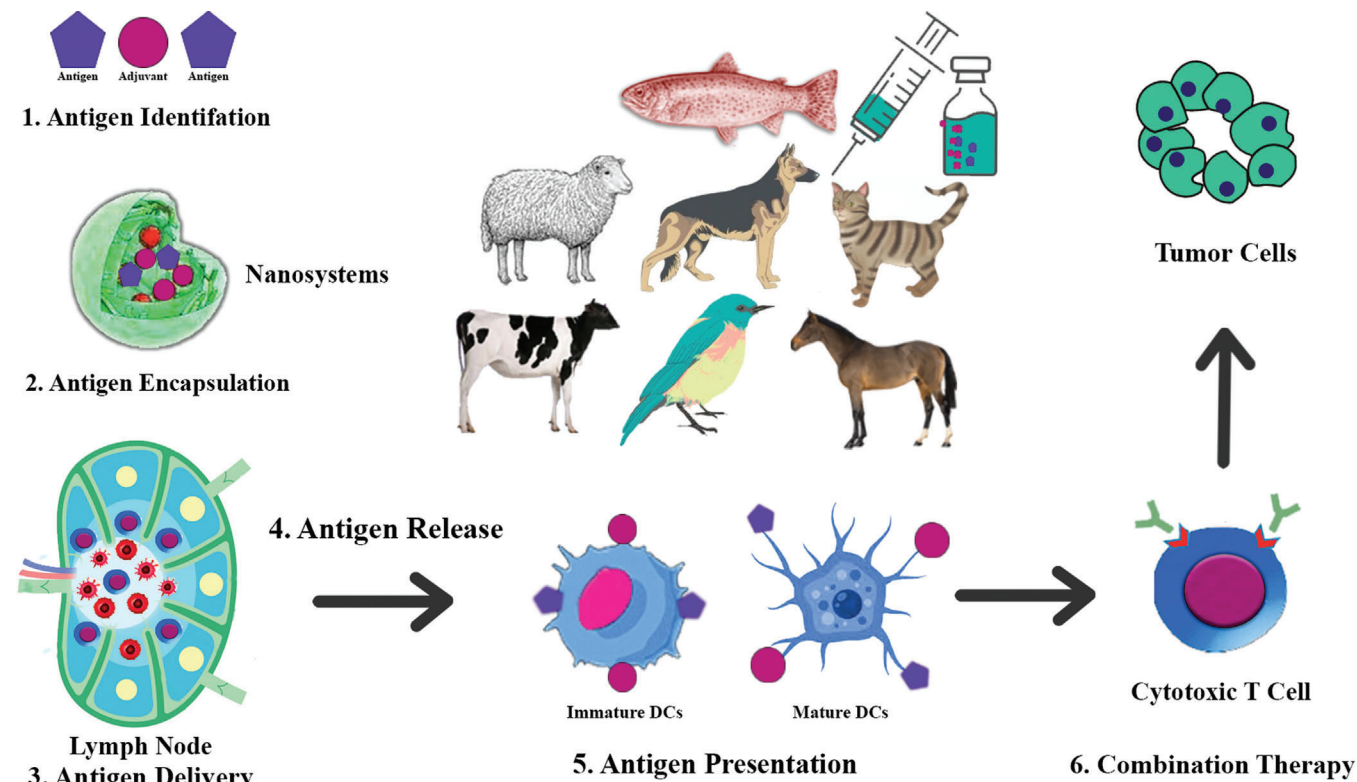 Antigen Adjuvant Antigen
1. Antigen Identifation
Nanosystems
2. Antigen Encapsulation
Lymph Node
3. Antigen Delivery
4. Antigen Release
Immature DCs
Mature DCs
5. Antigen Presentation
Tumor Cells
Cytotoxic T Cell
6. Combination Therapy